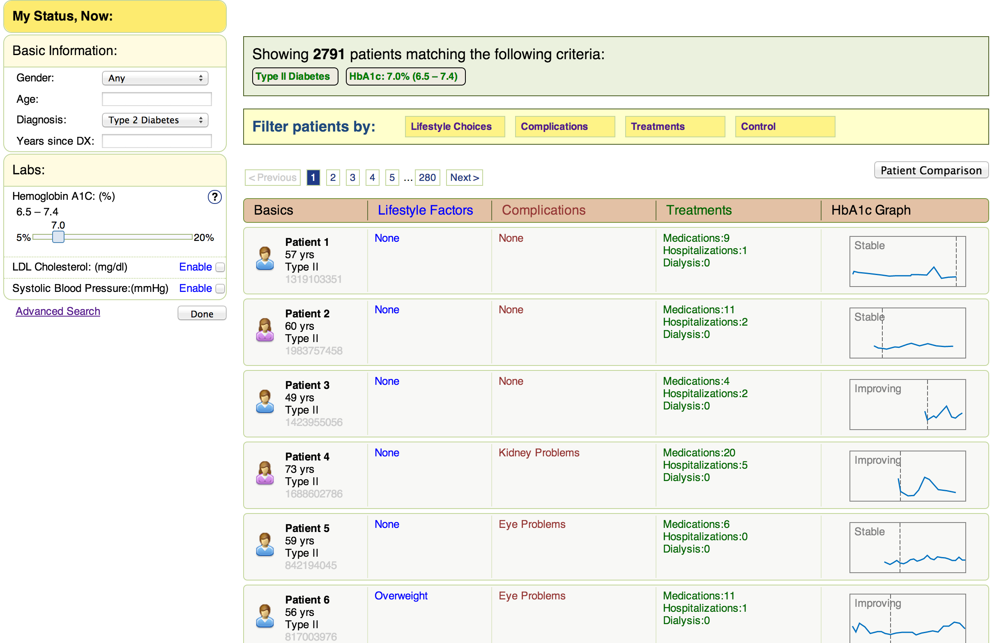 My Status, Now:
Basic Information:
Gender: Any
Age:
Diagnosis: Type 2 Diabetes
Years since DX:
Labs:
Hemoglobin A1C: (%) ?
6.5 – 7.4
7.0
5% 20%
LDL Cholesterol: (mg/dl) Enable
Systolic Blood Pressure:(mmHg) Enable
Advanced Search Done
Showing 2791 patients matching the following criteria:
Type II Diabetes HbA1c: 7.0% (6.5 – 7.4)
Filter patients by: Lifestyle Choices Complications Treatments Control
< Previous 1 2 3 4 5 ... 280 Next >
Patient Comparison
Basics Lifestyle Factors Complications Treatments HbA1c Graph
Patient 1
57 yrs
Type II
1319103351
None
None
Medications:9
Hospitalizations:1
Dialysis:0
Stable
Patient 2
60 yrs
Type II
1983757458
None
None
Medications:11
Hospitalizations:2
Dialysis:0
Stable
Patient 3
49 yrs
Type II
1423955056
None
None
Medications:4
Hospitalizations:2
Dialysis:0
Improving
Patient 4
73 yrs
Type II
1688602786
None
Kidney Problems
Medications:20
Hospitalizations:5
Dialysis:0
Improving
Patient 5
59 yrs
Type II
842194045
None
Eye Problems
Medications:6
Hospitalizations:0
Dialysis:0
Stable
Patient 6
56 yrs
Type II
817003976
Overweight
Eye Problems
Medications:11
Hospitalizations:1
Dialysis:0
Improving